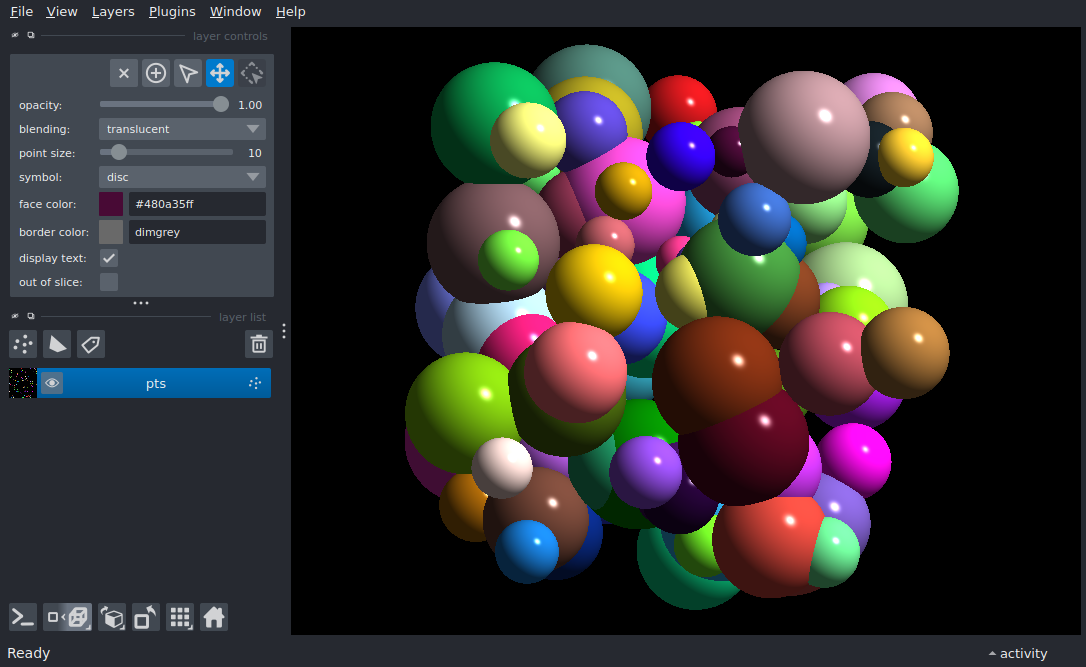 File View Layers Plugins Window Help
layer controls
opacity: 1.00
blending: translucent
point size: 10
symbol: disc
face color: #480a35ff
border color: dimgrey
display text:
out of slice:
layer list
pts
Ready activity